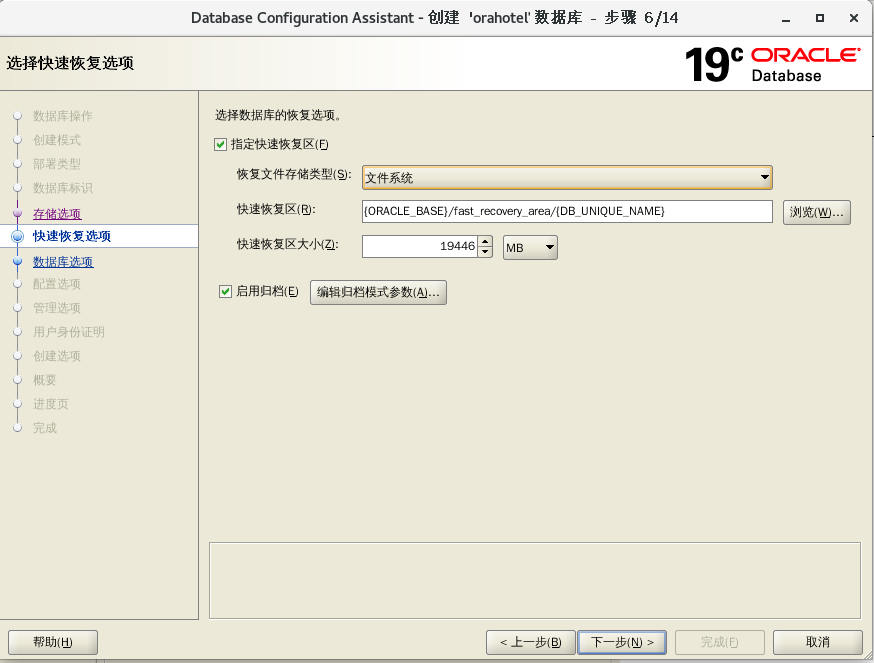 Database Configuration Assistant - 创建 'orahotel' 数据库 - 步骤 6/14
选择快速恢复选项
19c ORACLE
Database
数据库操作
创建模式
部署类型
数据库标识
存储选项
快速恢复选项
数据库选项
配置选项
管理选项
用户身份证明
创建选项
概要
进度页
完成
选择数据库的恢复选项。
指定快速恢复区(F)
恢复文件存储类型(S): 文件系统
快速恢复区(R): {ORACLE_BASE}/fast_recovery_area/{DB_UNIQUE_NAME} 浏览(W)...
快速恢复区大小(Z): 19446 MB
启用归档(E) 编辑归档模式参数(A)...
帮助(H) < 上一步(B) 下一步(N) > 完成(F) 取消